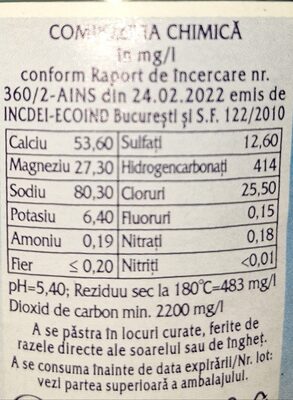 CHIMICĂ
în mg/l
conform Raport de încercare nr.
360/2-AINS din 24.02.2022 emis de
INCDEI-ECOIND București și S.F. 122/2010
Calciu 53,60 Sulfați 12,60
Magneziu 27,30 Hidrogencarbonați 414
Sodiu 80,30 Cloruri 25,50
Potasiu 6,40 Fluoruri 0,15
Amoniu 0,19 Nitrați 0,18
Fier ≤ 0,20 Nitriți <0,01
pH=5,40; Reziduu sec la 180°C=483 mg/l
Dioxid de carbon min. 2200 mg/l
A se păstra în locuri curate, ferite de
razele directe ale soarelui sau de îngheț.
A se consuma înainte de data expirării/Nr. lot:
vezi partea superioară a ambalajului.